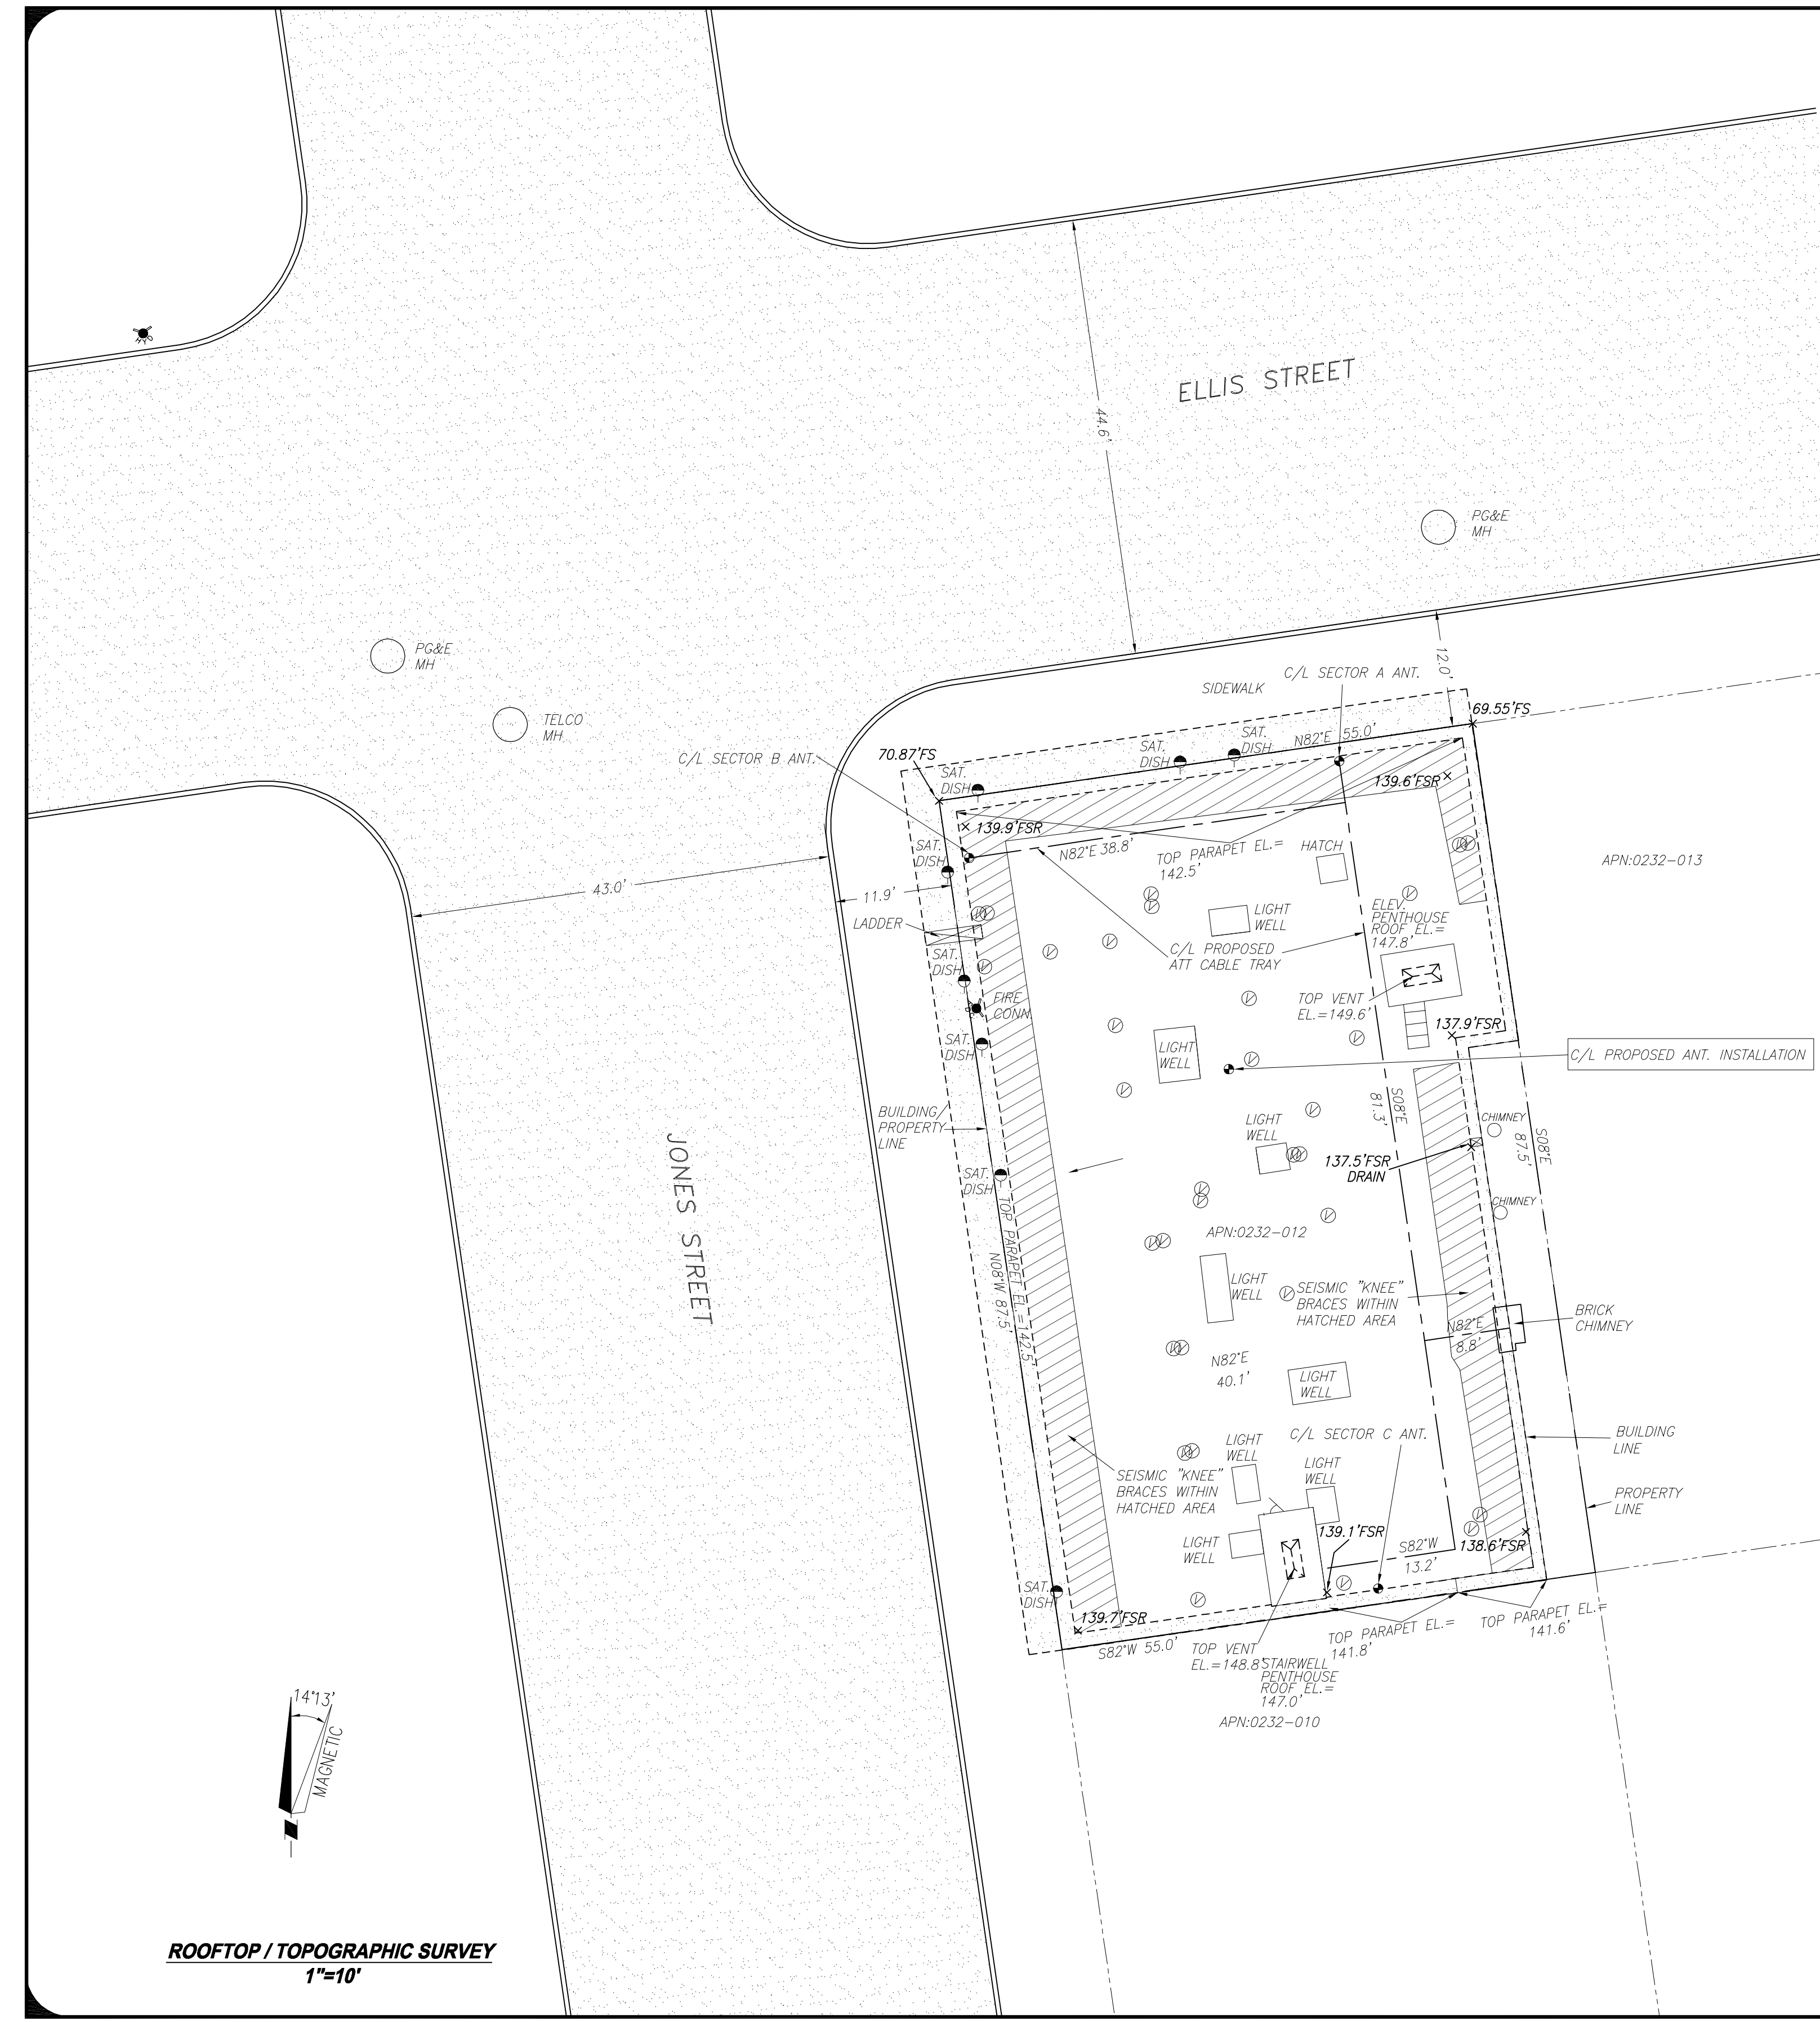 ELLIS STREET
44.6'
PG&E
MH
PG&E
MH
TELCO
MH
SIDEWALK
C/L SECTOR A ANT.
12.0'
69.55'FS
C/L SECTOR B ANT.
70.87'FS
SAT.
DISH
SAT.
DISH
SAT.
DISH
N82°E 55.0'
139.6'FSR
139.9'FSR
SAT.
DISH
N82°E 38.8'
TOP PARAPET EL.=
142.5'
HATCH
APN:0232-013
43.0'
11.9'
LADDER
LIGHT
WELL
ELEV.
PENTHOUSE
ROOF EL.=
147.8'
SAT.
DISH
C/L PROPOSED
ATT CABLE TRAY
FIRE
CONN.
TOP VENT
EL.=149.6'
137.9'FSR
SAT.
DISH
LIGHT
WELL
C/L PROPOSED ANT. INSTALLATION
BUILDING/
PROPERTY
LINE
S08°E
81.3'
CHIMNEY
LIGHT
WELL
S08°E
87.5'
137.5'FSR
DRAIN
JONES STREET
SAT.
DISH
CHIMNEY
TOP PARAPET EL.=142.5'
N08°W 87.5'
APN:0232-012
LIGHT
WELL
SEISMIC "KNEE"
BRACES WITHIN
HATCHED AREA
BRICK
CHIMNEY
N82°E
8.8'
N82°E
40.1'
LIGHT
WELL
C/L SECTOR C ANT.
BUILDING
LINE
LIGHT
WELL
LIGHT
WELL
SEISMIC "KNEE"
BRACES WITHIN
HATCHED AREA
PROPERTY
LINE
LIGHT
WELL
139.1'FSR
S82°W
13.2'
138.6'FSR
SAT.
DISH
139.7'FSR
S82°W 55.0'
TOP VENT
EL.=148.8'
STAIRWELL
PENTHOUSE
ROOF EL.=
147.0'
TOP PARAPET EL.=
141.8'
TOP PARAPET EL.=
141.6'
APN:0232-010
14°13'
MAGNETIC
ROOFTOP / TOPOGRAPHIC SURVEY
1"=10'